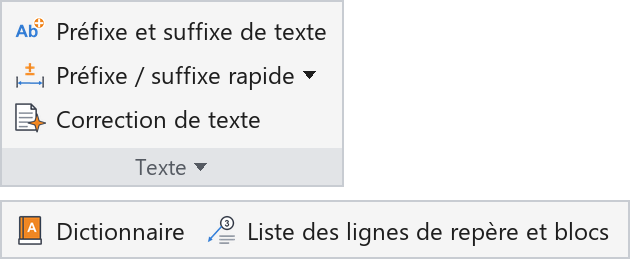 Préfixe et suffixe de texte
Préfixe / suffixe rapide
Correction de texte
Texte
Dictionnaire
Liste des lignes de repère et blocs